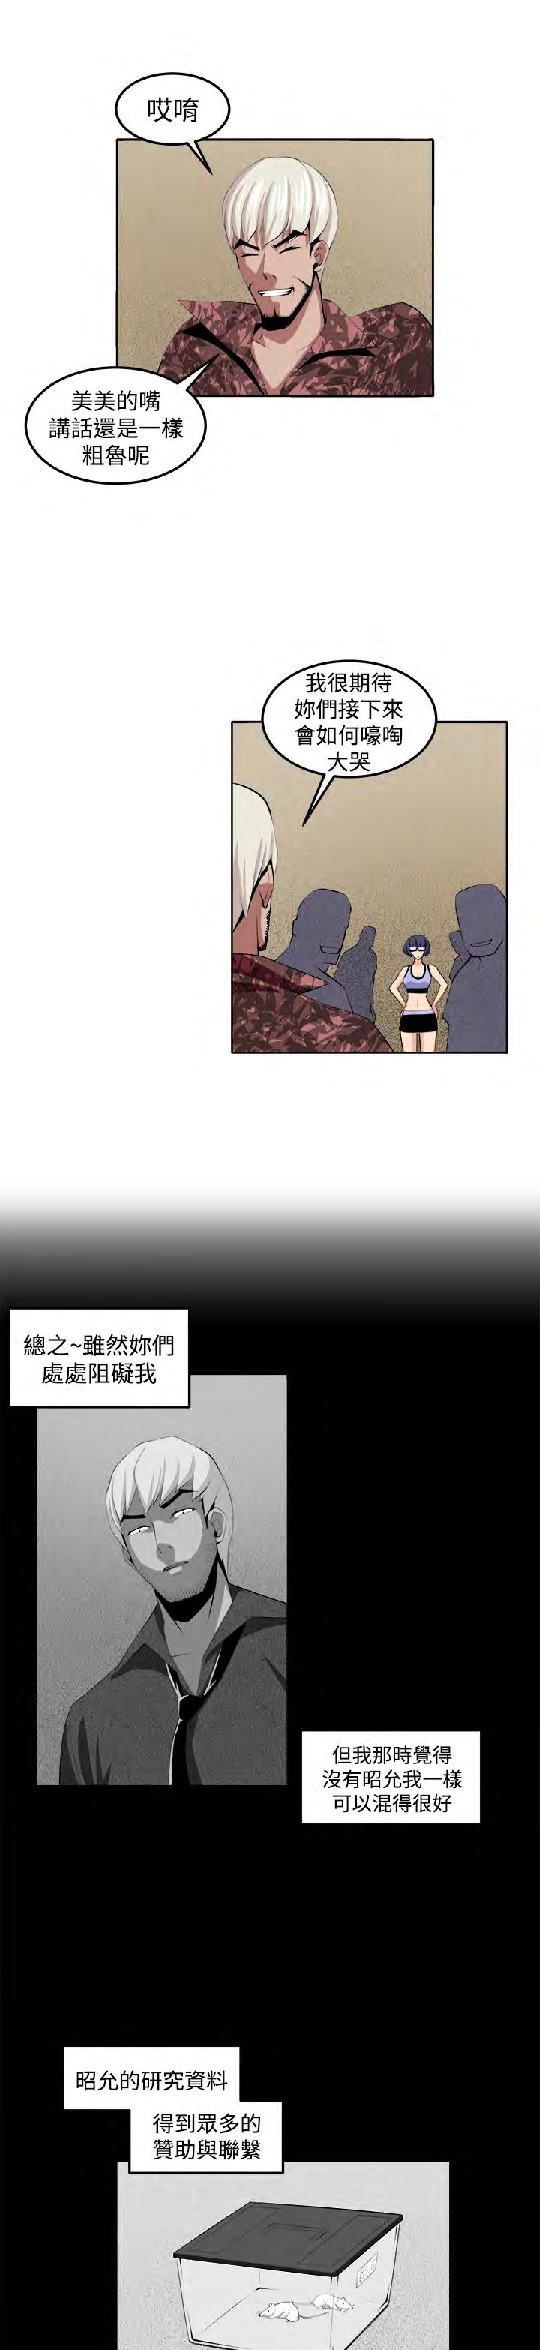 哎唷
美美的嘴
講話還是一樣
粗魯呢
我很期待
妳們接下來
會如何嚎啕
大哭
總之~雖然妳們
處處阻礙我
但我那時覺得
沒有昭允我一樣
可以混得很好
昭允的研究資料
得到眾多的
贊助與聯繫